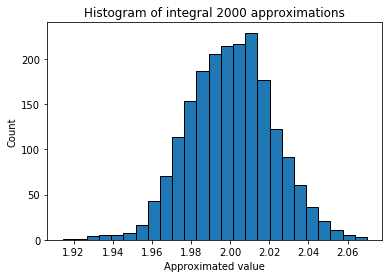 Histogram of integral 2000 approximations
Count
200
150
100
50
0
1.92 1.94 1.96 1.98 2.00 2.02 2.04 2.06
Approximated value